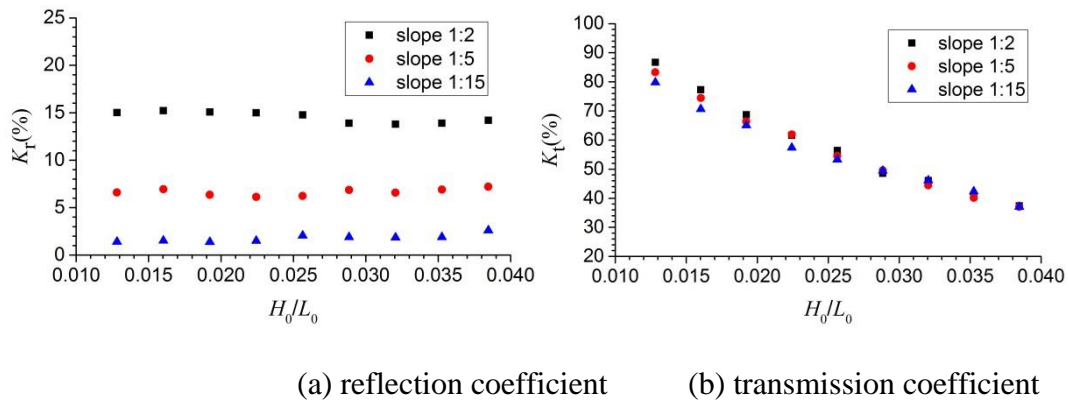 25
20
15
10
5
0
K_r(%)
slope 1:2
slope 1:5
slope 1:15
0.010 0.015 0.020 0.025 0.030 0.035 0.040
H_0/L_0
100
90
80
70
60
50
40
30
20
K_t(%)
slope 1:2
slope 1:5
slope 1:15
0.010 0.015 0.020 0.025 0.030 0.035 0.040
H_0/L_0
(a) reflection coefficient (b) transmission coefficient